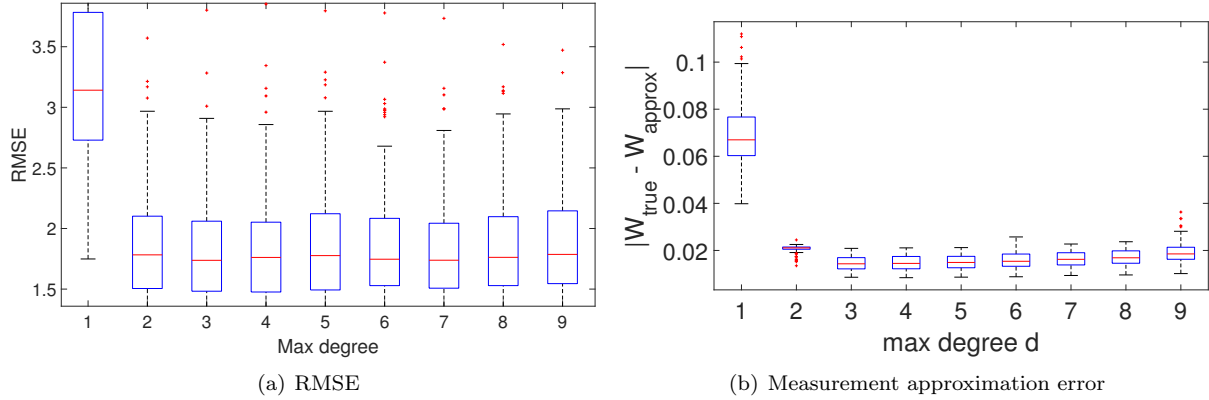 3.5
3
2.5
2
1.5
RMSE
1 2 3 4 5 6 7 8 9
Max degree
(a) RMSE
0.1
0.08
0.06
0.04
0.02
|W_true - W_approx|
1 2 3 4 5 6 7 8 9
max degree d
(b) Measurement approximation error